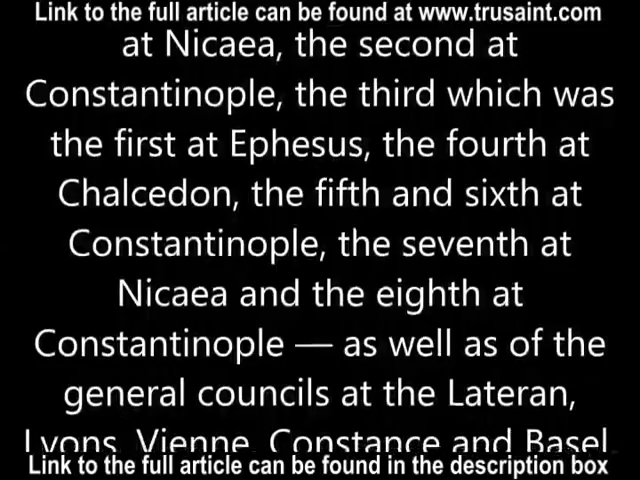 Link to the full article can be found at www.trusaint.com
at Nicaea, the second at
Constantinople, the third which was
the first at Ephesus, the fourth at
Chalcedon, the fifth and sixth at
Constantinople, the seventh at
Nicaea and the eighth at
Constantinople — as well as of the
general councils at the Lateran,
Lyons, Vienne, Constance and Basel
Link to the full article can be found in the description box